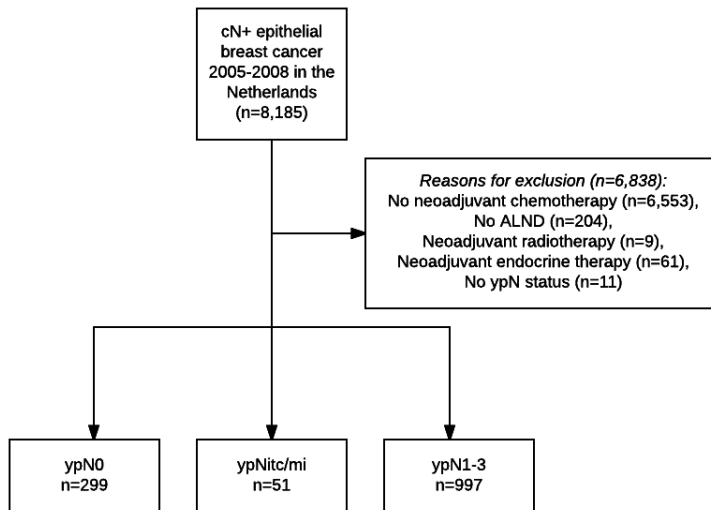 cN+ epithelial
breast cancer
2005-2008 in the
Netherlands
(n=8,185)
Reasons for exclusion (n=6,838):
No neoadjuvant chemotherapy (n=6,553),
No ALND (n=204),
Neoadjuvant radiotherapy (n=9),
Neoadjuvant endocrine therapy (n=61),
No ypN status (n=11)
ypN0
n=299
ypNitc/mi
n=51
ypN1-3
n=997